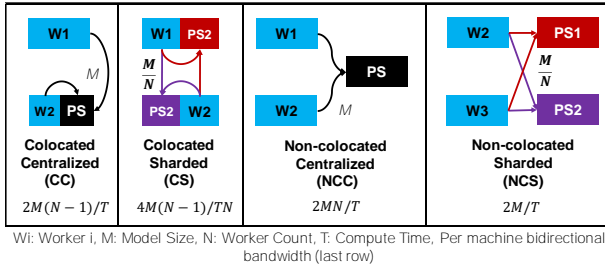 W1
M
W2 PS
Colocated
Centralized
(CC)
2M(N − 1)/T
W1 PS2
M
N
PS2 W2
Colocated
Sharded
(CS)
4M(N − 1)/TN
W1
PS
W2
M
Non-colocated
Centralized
(NCC)
2MN/T
W2 PS1
M
N
W3 PS2
Non-colocated
Sharded
(NCS)
2M/T
Wi: Worker i, M: Model Size, N: Worker Count, T: Compute Time, Per machine bidirectional
bandwidth (last row)